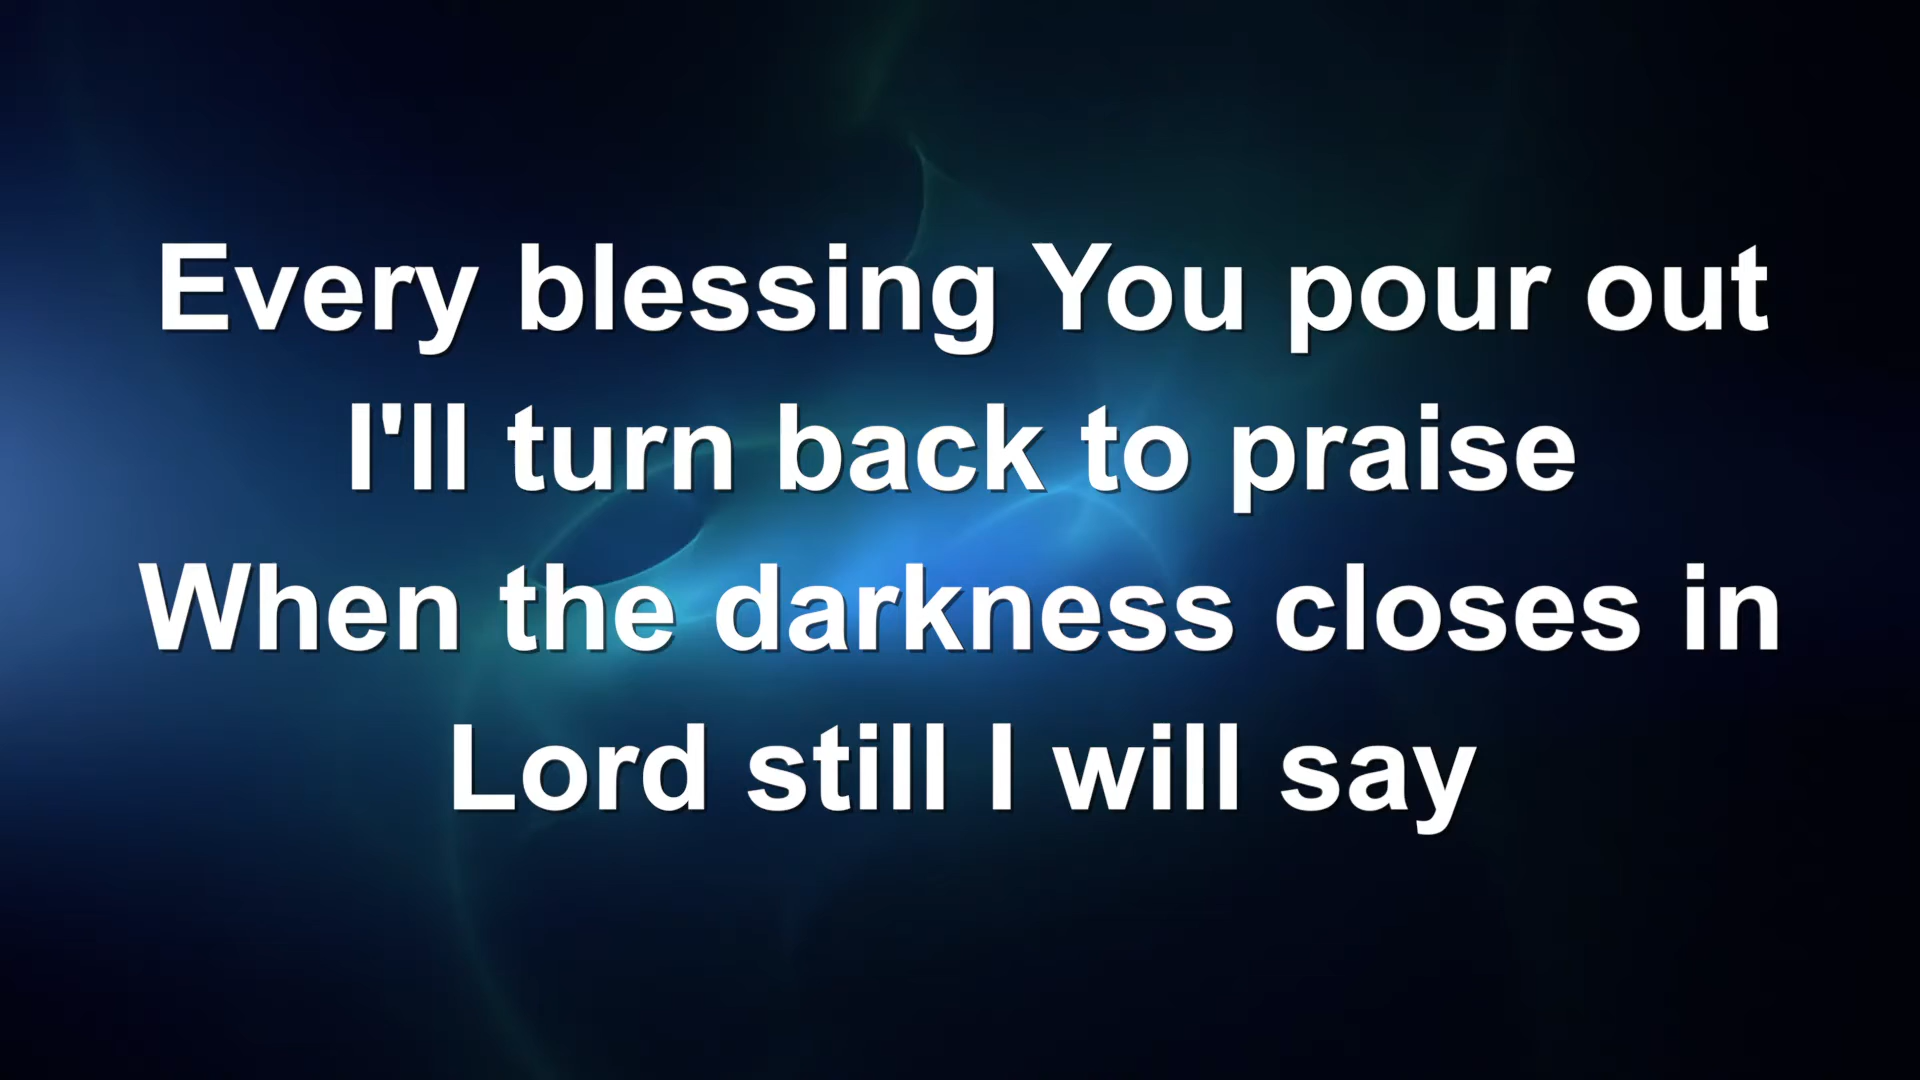 Every blessing You pour out
I'll turn back to praise
When the darkness closes in
Lord still I will say